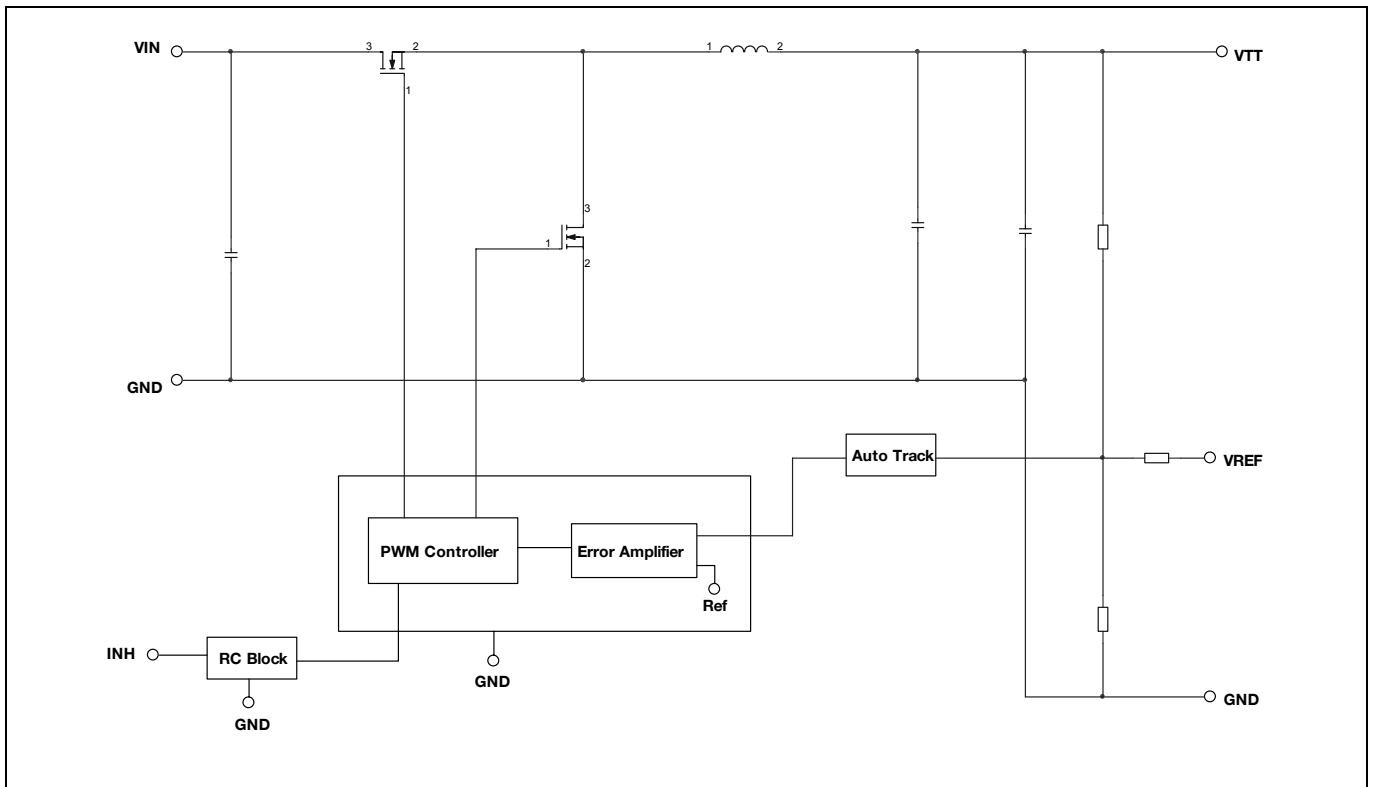 VIN
3
2
1
1
2
VTT
3
1
2
GND
Auto Track
VREF
PWM Controller
Error Amplifier
Ref
INH
RC Block
GND
GND
GND